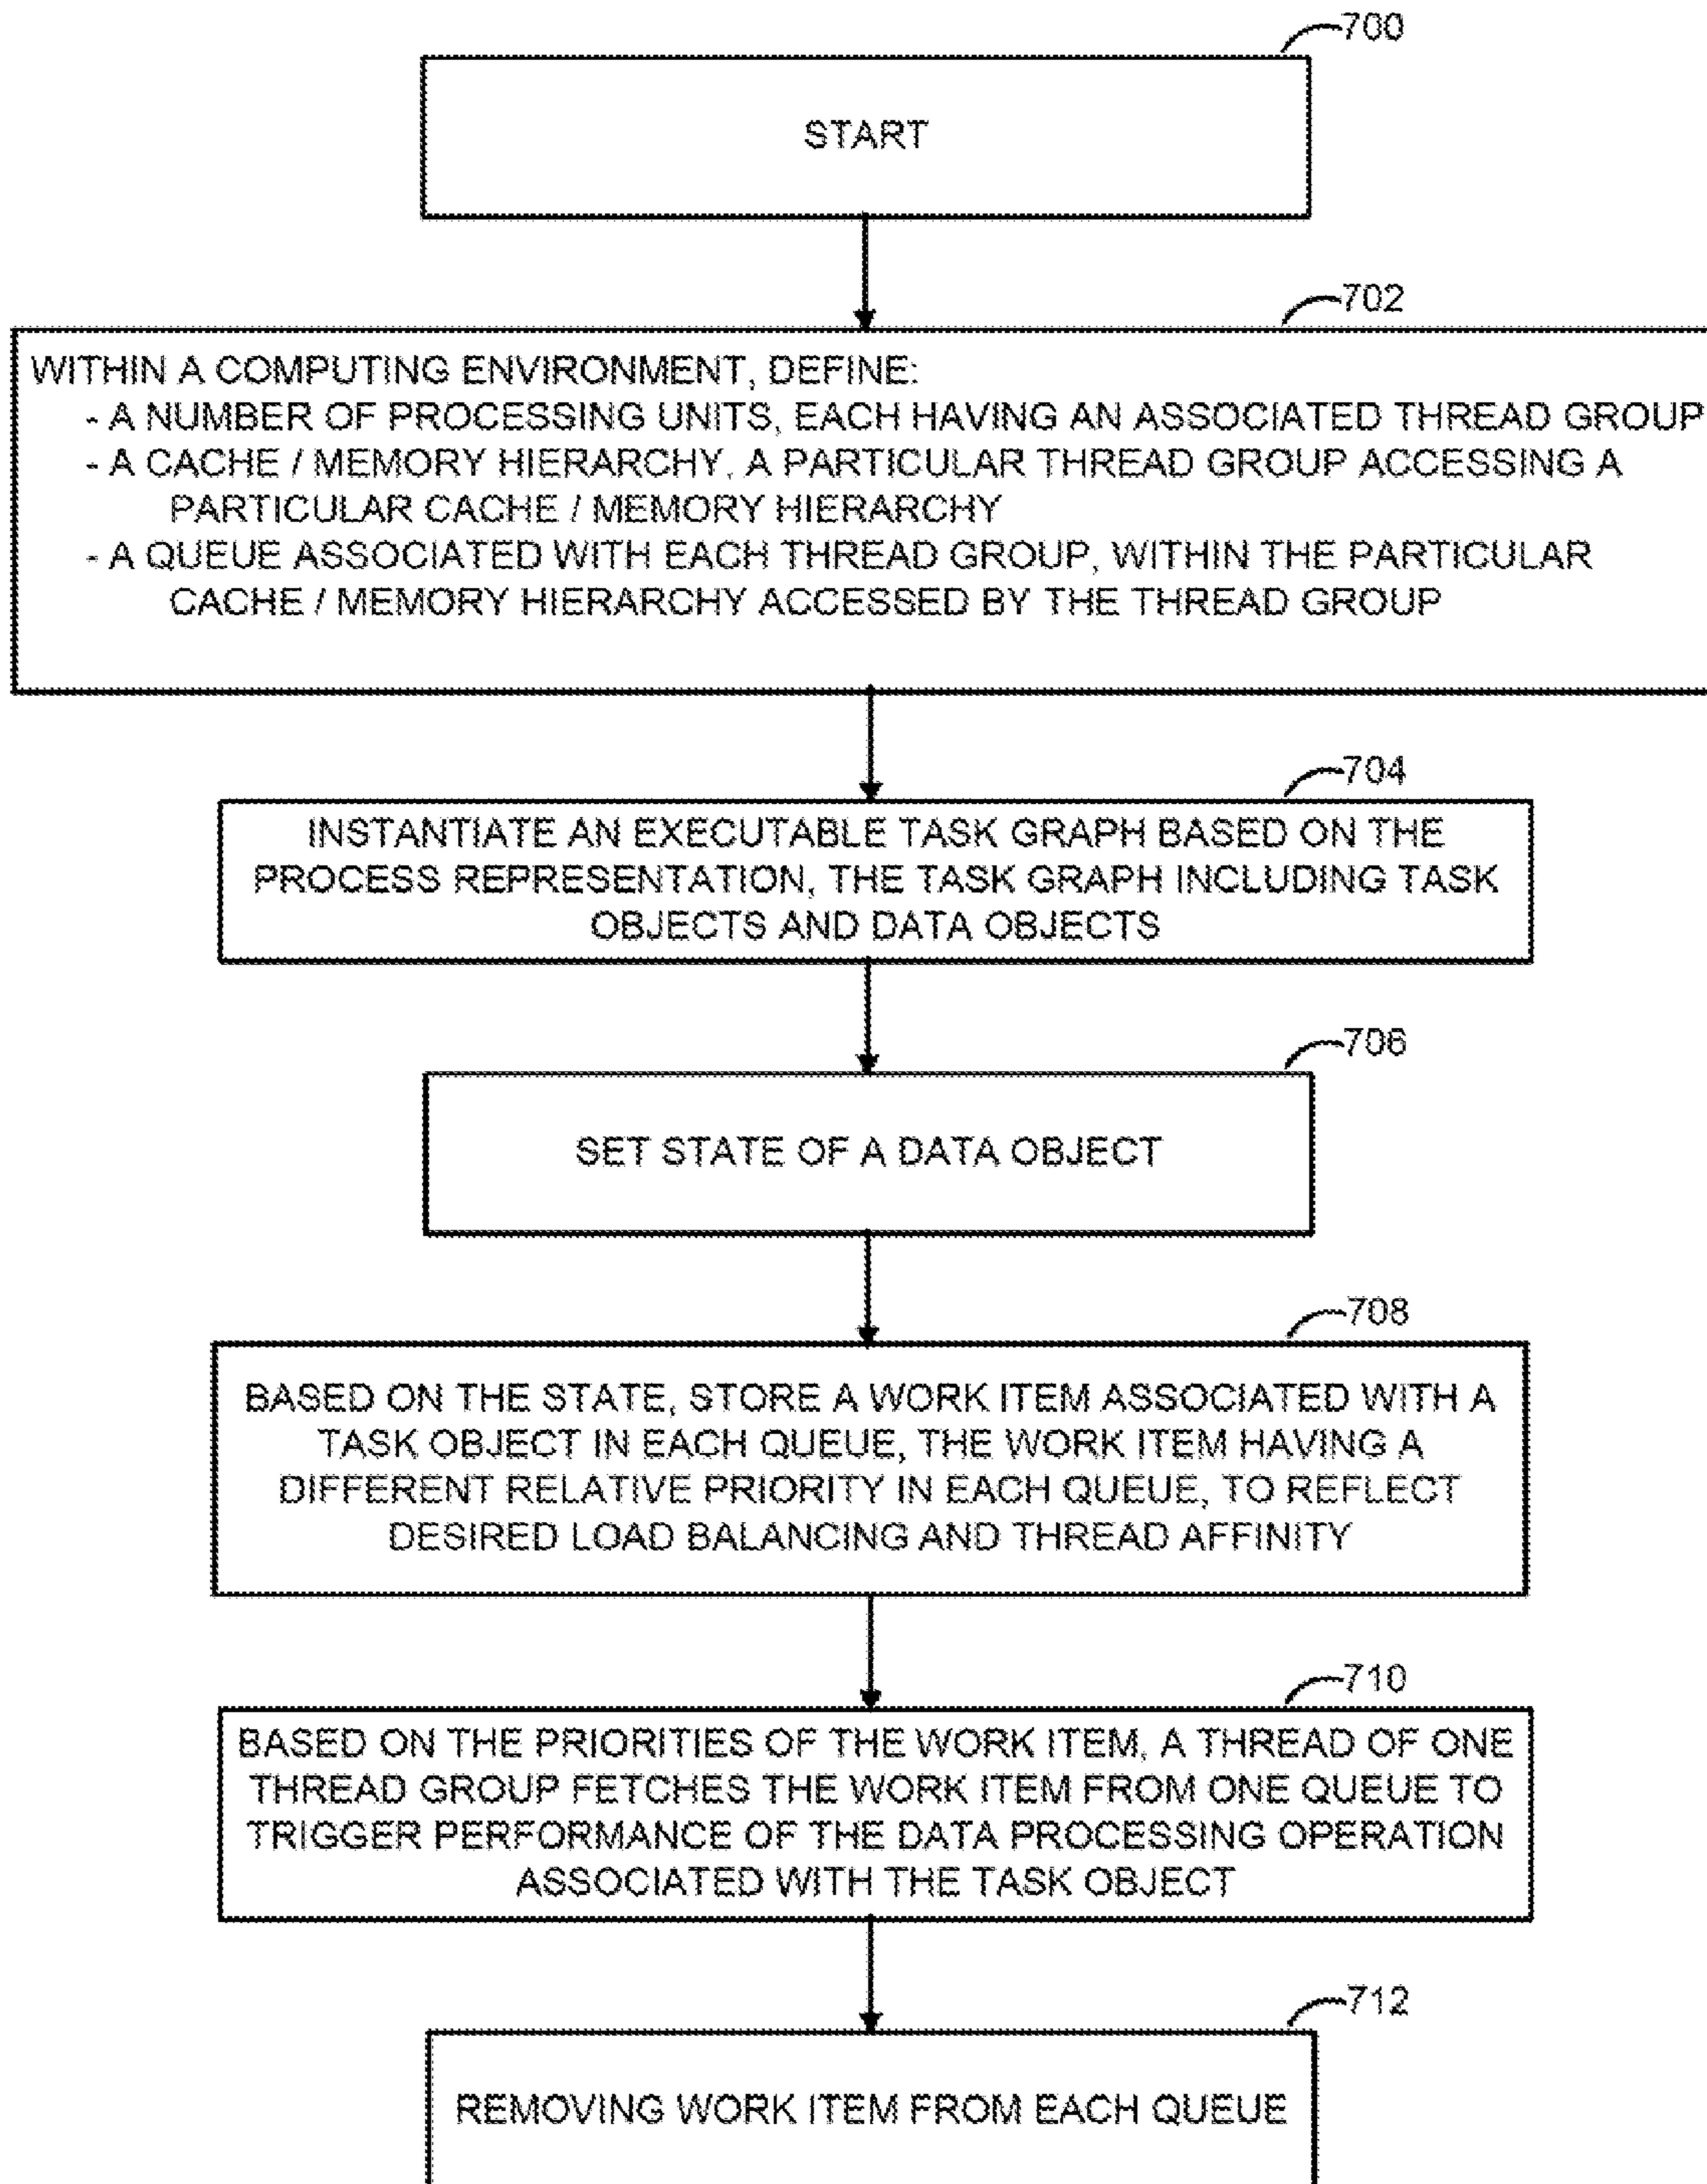 700
START
702
WITHIN A COMPUTING ENVIRONMENT, DEFINE:
- A NUMBER OF PROCESSING UNITS, EACH HAVING AN ASSOCIATED THREAD GROUP
- A CACHE / MEMORY HIERARCHY, A PARTICULAR THREAD GROUP ACCESSING A
PARTICULAR CACHE / MEMORY HIERARCHY
- A QUEUE ASSOCIATED WITH EACH THREAD GROUP, WITHIN THE PARTICULAR
CACHE / MEMORY HIERARCHY ACCESSED BY THE THREAD GROUP
704
INSTANTIATE AN EXECUTABLE TASK GRAPH BASED ON THE
PROCESS REPRESENTATION, THE TASK GRAPH INCLUDING TASK
OBJECTS AND DATA OBJECTS
706
SET STATE OF A DATA OBJECT
708
BASED ON THE STATE, STORE A WORK ITEM ASSOCIATED WITH A
TASK OBJECT IN EACH QUEUE, THE WORK ITEM HAVING A
DIFFERENT RELATIVE PRIORITY IN EACH QUEUE, TO REFLECT
DESIRED LOAD BALANCING AND THREAD AFFINITY
710
BASED ON THE PRIORITIES OF THE WORK ITEM, A THREAD OF ONE
THREAD GROUP FETCHES THE WORK ITEM FROM ONE QUEUE TO
TRIGGER PERFORMANCE OF THE DATA PROCESSING OPERATION
ASSOCIATED WITH THE TASK OBJECT
712
REMOVING WORK ITEM FROM EACH QUEUE